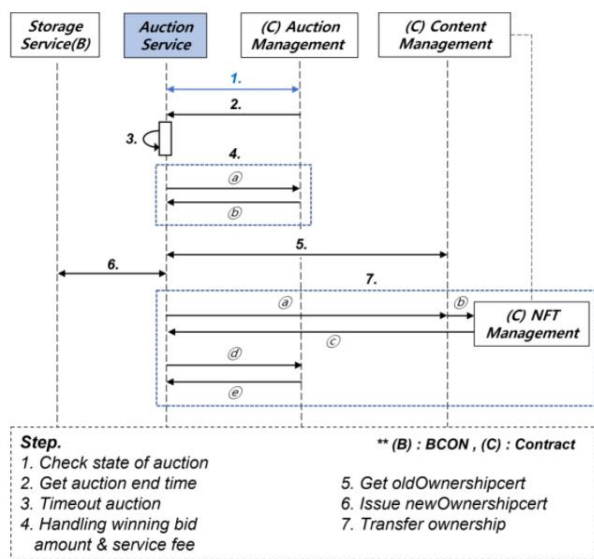 Storage
Service(B)
Auction
Service
(C) Auction
Management
(C) Content
Management
1.
2.
3.
4.
ⓐ
ⓑ
5.
6.
7.
ⓐ
ⓑ
(C) NFT
Management
ⓒ
ⓓ
ⓔ
Step.
** (B) : BCON , (C) : Contract
1. Check state of auction
2. Get auction end time
3. Timeout auction
4. Handling winning bid
amount & service fee
5. Get oldOwnershipcert
6. Issue newOwnershipcert
7. Transfer ownership